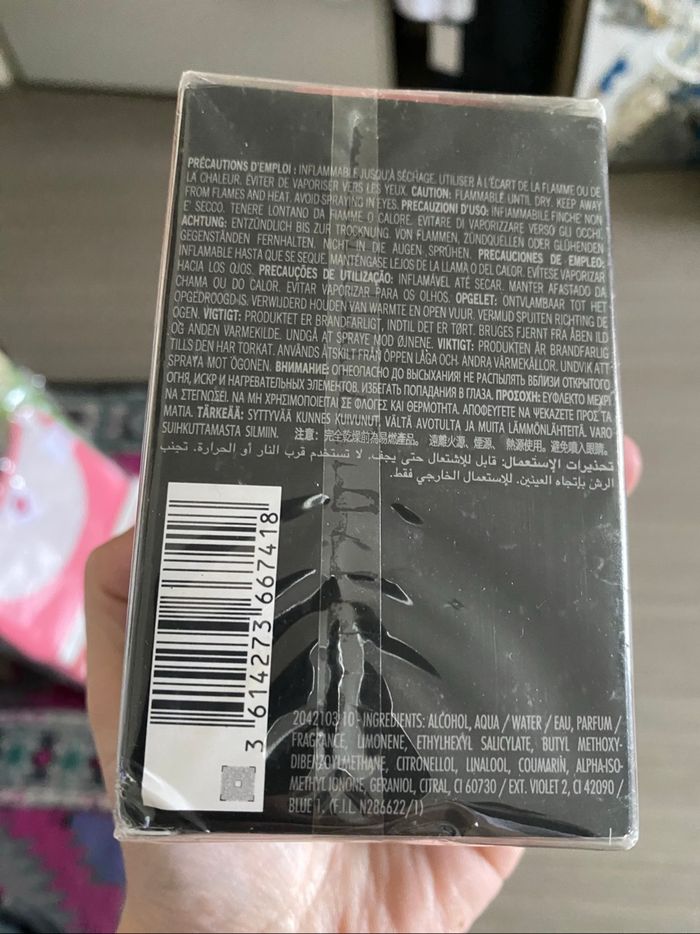 PRÉCAUTIONS D'EMPLOI : INFLAMMABLE JUSQU'À SÉCHAGE. UTILISER À L'ÉCART DE LA FLAMME OU DE
LA CHALEUR. ÉVITER DE VAPORISER VERS LES YEUX. CAUTION: FLAMMABLE UNTIL DRY. KEEP AWAY
FROM FLAMES AND HEAT. AVOID SPRAYING IN EYES. PRECAUZIONI D'USO: INFIAMMABILE FINCHE' NON
E' SECCO. TENERE LONTANO DA FIAMME O CALORE. EVITARE DI VAPORIZZARE VERSO GLI OCCHI.
ACHTUNG: ENTZÜNDLICH BIS ZUR TROCKNUNG. VON FLAMMEN, ZÜNDQUELLEN ODER GLÜHENDEN
GEGENSTÄNDEN FERNHALTEN. NICHT IN DIE AUGEN SPRÜHEN. PRECAUCIONES DE EMPLEO:
INFLAMABLE HASTA QUE SE SEQUE. MANTÉNGASE LEJOS DE LA LLAMA O DEL CALOR. EVÍTESE VAPORIZAR
HACIA LOS OJOS. PRECAUÇÕES DE UTILIZAÇÃO: INFLAMÁVEL ATÉ SECAR. MANTER AFASTADO DA
CHAMA OU DO CALOR. EVITAR VAPORIZAR PARA OS OLHOS. OPGELET: ONTVLAMBAAR TOT HET
OPGEDROOGD-IS. VERWIJDERD HOUDEN VAN WARMTE EN OPEN VUUR. VERMIJD SPUITEN RICHTING DE
OGEN. VIGTIGT: PRODUKTET ER BRANDFARLIGT, INDTIL DET ER TØRT. BRUGES FJERNT FRA ÅBEN ILD
OG ANDEN VARMEKILDE. UNDGÅ AT SPRAYE MOD ØJNENE. VIKTIGT: PRODUKTEN ÄR BRANDFARLIG
TILLS DEN HAR TORKAT. ANVÄNDS ÅTSKILT FRÅN ÖPPEN LÅGA OCH ANDRA VÄRMEKÄLLOR. UNDVIK ATT
SPRAYA MOT ÖGONEN. ВНИМАНИЕ: ОГНЕОПАСНО ДО ВЫСЫХАНИЯ! НЕ РАСПЫЛЯТЬ ВБЛИЗИ ОТКРЫТОГО
ОГНЯ, ИСКР И НАГРЕВАТЕЛЬНЫХ ЭЛЕМЕНТОВ. ИЗБЕГАТЬ ПОПАДАНИЯ В ГЛАЗА. ΠΡΟΣΟΧΗ: ΕΥΦΛΕΚΤΟ ΜΕΧΡΙ
ΝΑ ΣΤΕΓΝΩΣΕΙ. ΝΑ ΜΗ ΧΡΗΣΙΜΟΠΟΙΕΙΤΑΙ ΣΕ ΦΛΟΓΕΣ ΚΑΙ ΘΕΡΜΟΤΗΤΑ. ΑΠΟΦΕΥΓΕΤΕ ΝΑ ΨΕΚΑΖΕΤΕ ΠΡΟΣ ΤΑ
ΜΑΤΙΑ. TÄRKEÄÄ: SYTTYVÄÄ KUNNES KUIVUNUT. VÄLTÄ AVOTULTA JA MUITA LÄMMÖNLÄHTEITÄ. VARO
SUIHKUTTAMASTA SILMIIN. 注意：完全乾燥前為易燃產品。 遠離火源、煙源、 熱源使用。避免噴入眼睛。
تحذيرات الإستعمال: قابل للإشتعال حتى يجف. لا تستخدم قرب النار أو الحرارة. تجنب
الرش بإتجاه العينين. للإستعمال الخارجي فقط.
3 614273 667418
2042103 10 - INGREDIENTS: ALCOHOL, AQUA / WATER / EAU, PARFUM /
FRAGRANCE, LIMONENE, ETHYLHEXYL SALICYLATE, BUTYL METHOXY-
DIBENZOYLMETHANE, CITRONELLOL, LINALOOL, COUMARIN, ALPHA-ISO-
METHYL IONONE, GERANIOL, CITRAL, CI 60730 / EXT. VIOLET 2, CI 42090 /
BLUE 1, (F.I.L. N286622/1)